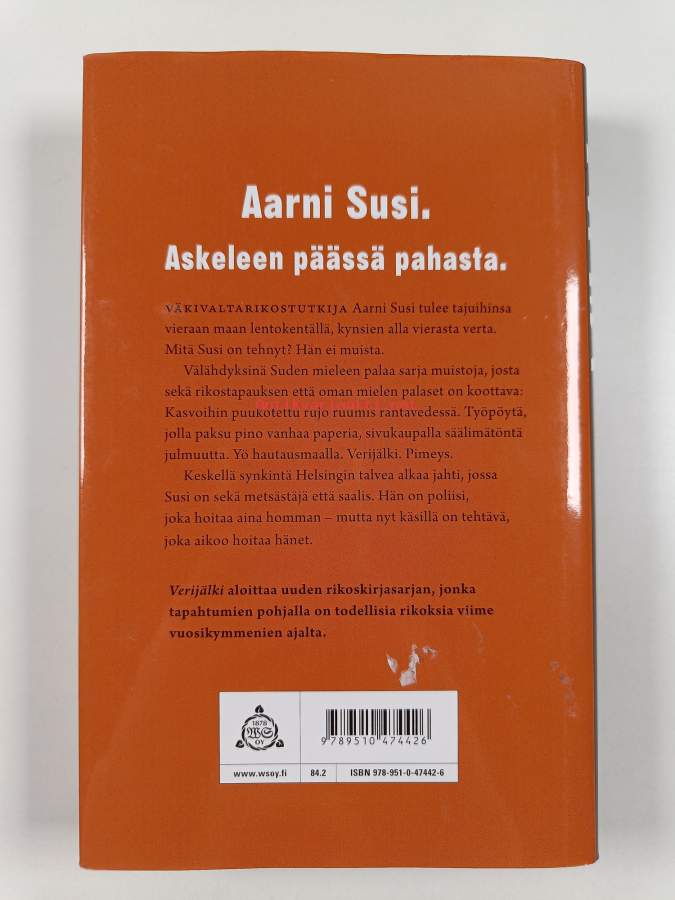 Aarni Susi.
Askeleen päässä pahasta.
VÄKIVALTARIKOSTUTKIJA Aarni Susi tulee tajuihinsa
vieraan maan lentokentällä, kynsien alla vierasta verta.
Mitä Susi on tehnyt? Hän ei muista.
Välähdyksinä Suden mieleen palaa sarja muistoja, josta
sekä rikostapauksen että oman mielen palaset on koottava:
Kasvoihin puukotettu rujo ruumis rantavedessä. Työpöytä,
jolla paksu pino vanhaa paperia, sivukaupalla säälimätöntä
julmuutta. Yö hautausmaalla. Verijälki. Pimeys.
Keskellä synkintä Helsingin talvea alkaa jahti, jossa
Susi on sekä metsästäjä että saalis. Hän on poliisi,
joka hoitaa aina homman – mutta nyt käsillä on tehtävä,
joka aikoo hoitaa hänet.
Verijälki aloittaa uuden rikoskirjasarjan, jonka
tapahtumien pohjalla on todellisia rikoksia viime
vuosikymmenien ajalta.
1878
WS
OY
9 789510 474426
www.wsoy.fi 84.2 ISBN 978-951-0-47442-6